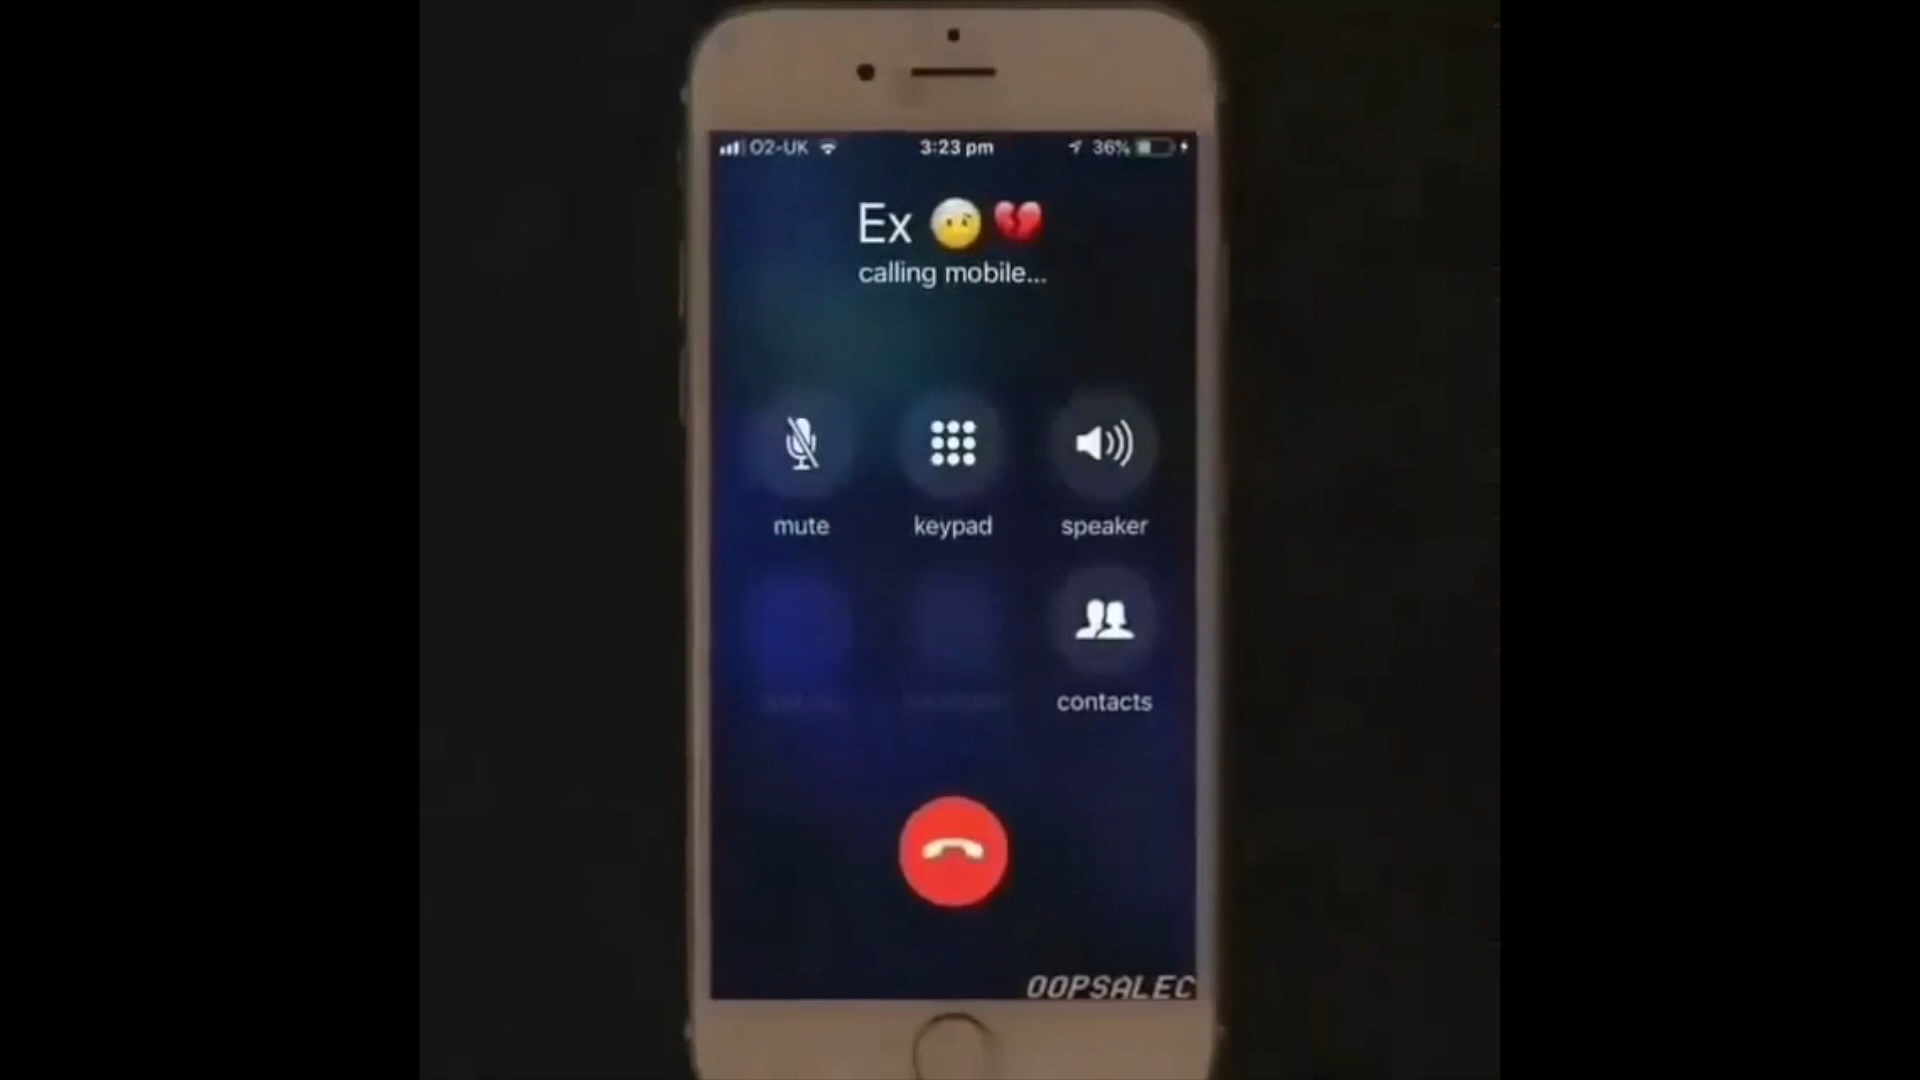 O2-UK 3:23 pm 36%
Ex 🤕💔
calling mobile...
mute keypad speaker
contacts
OOPSALEC